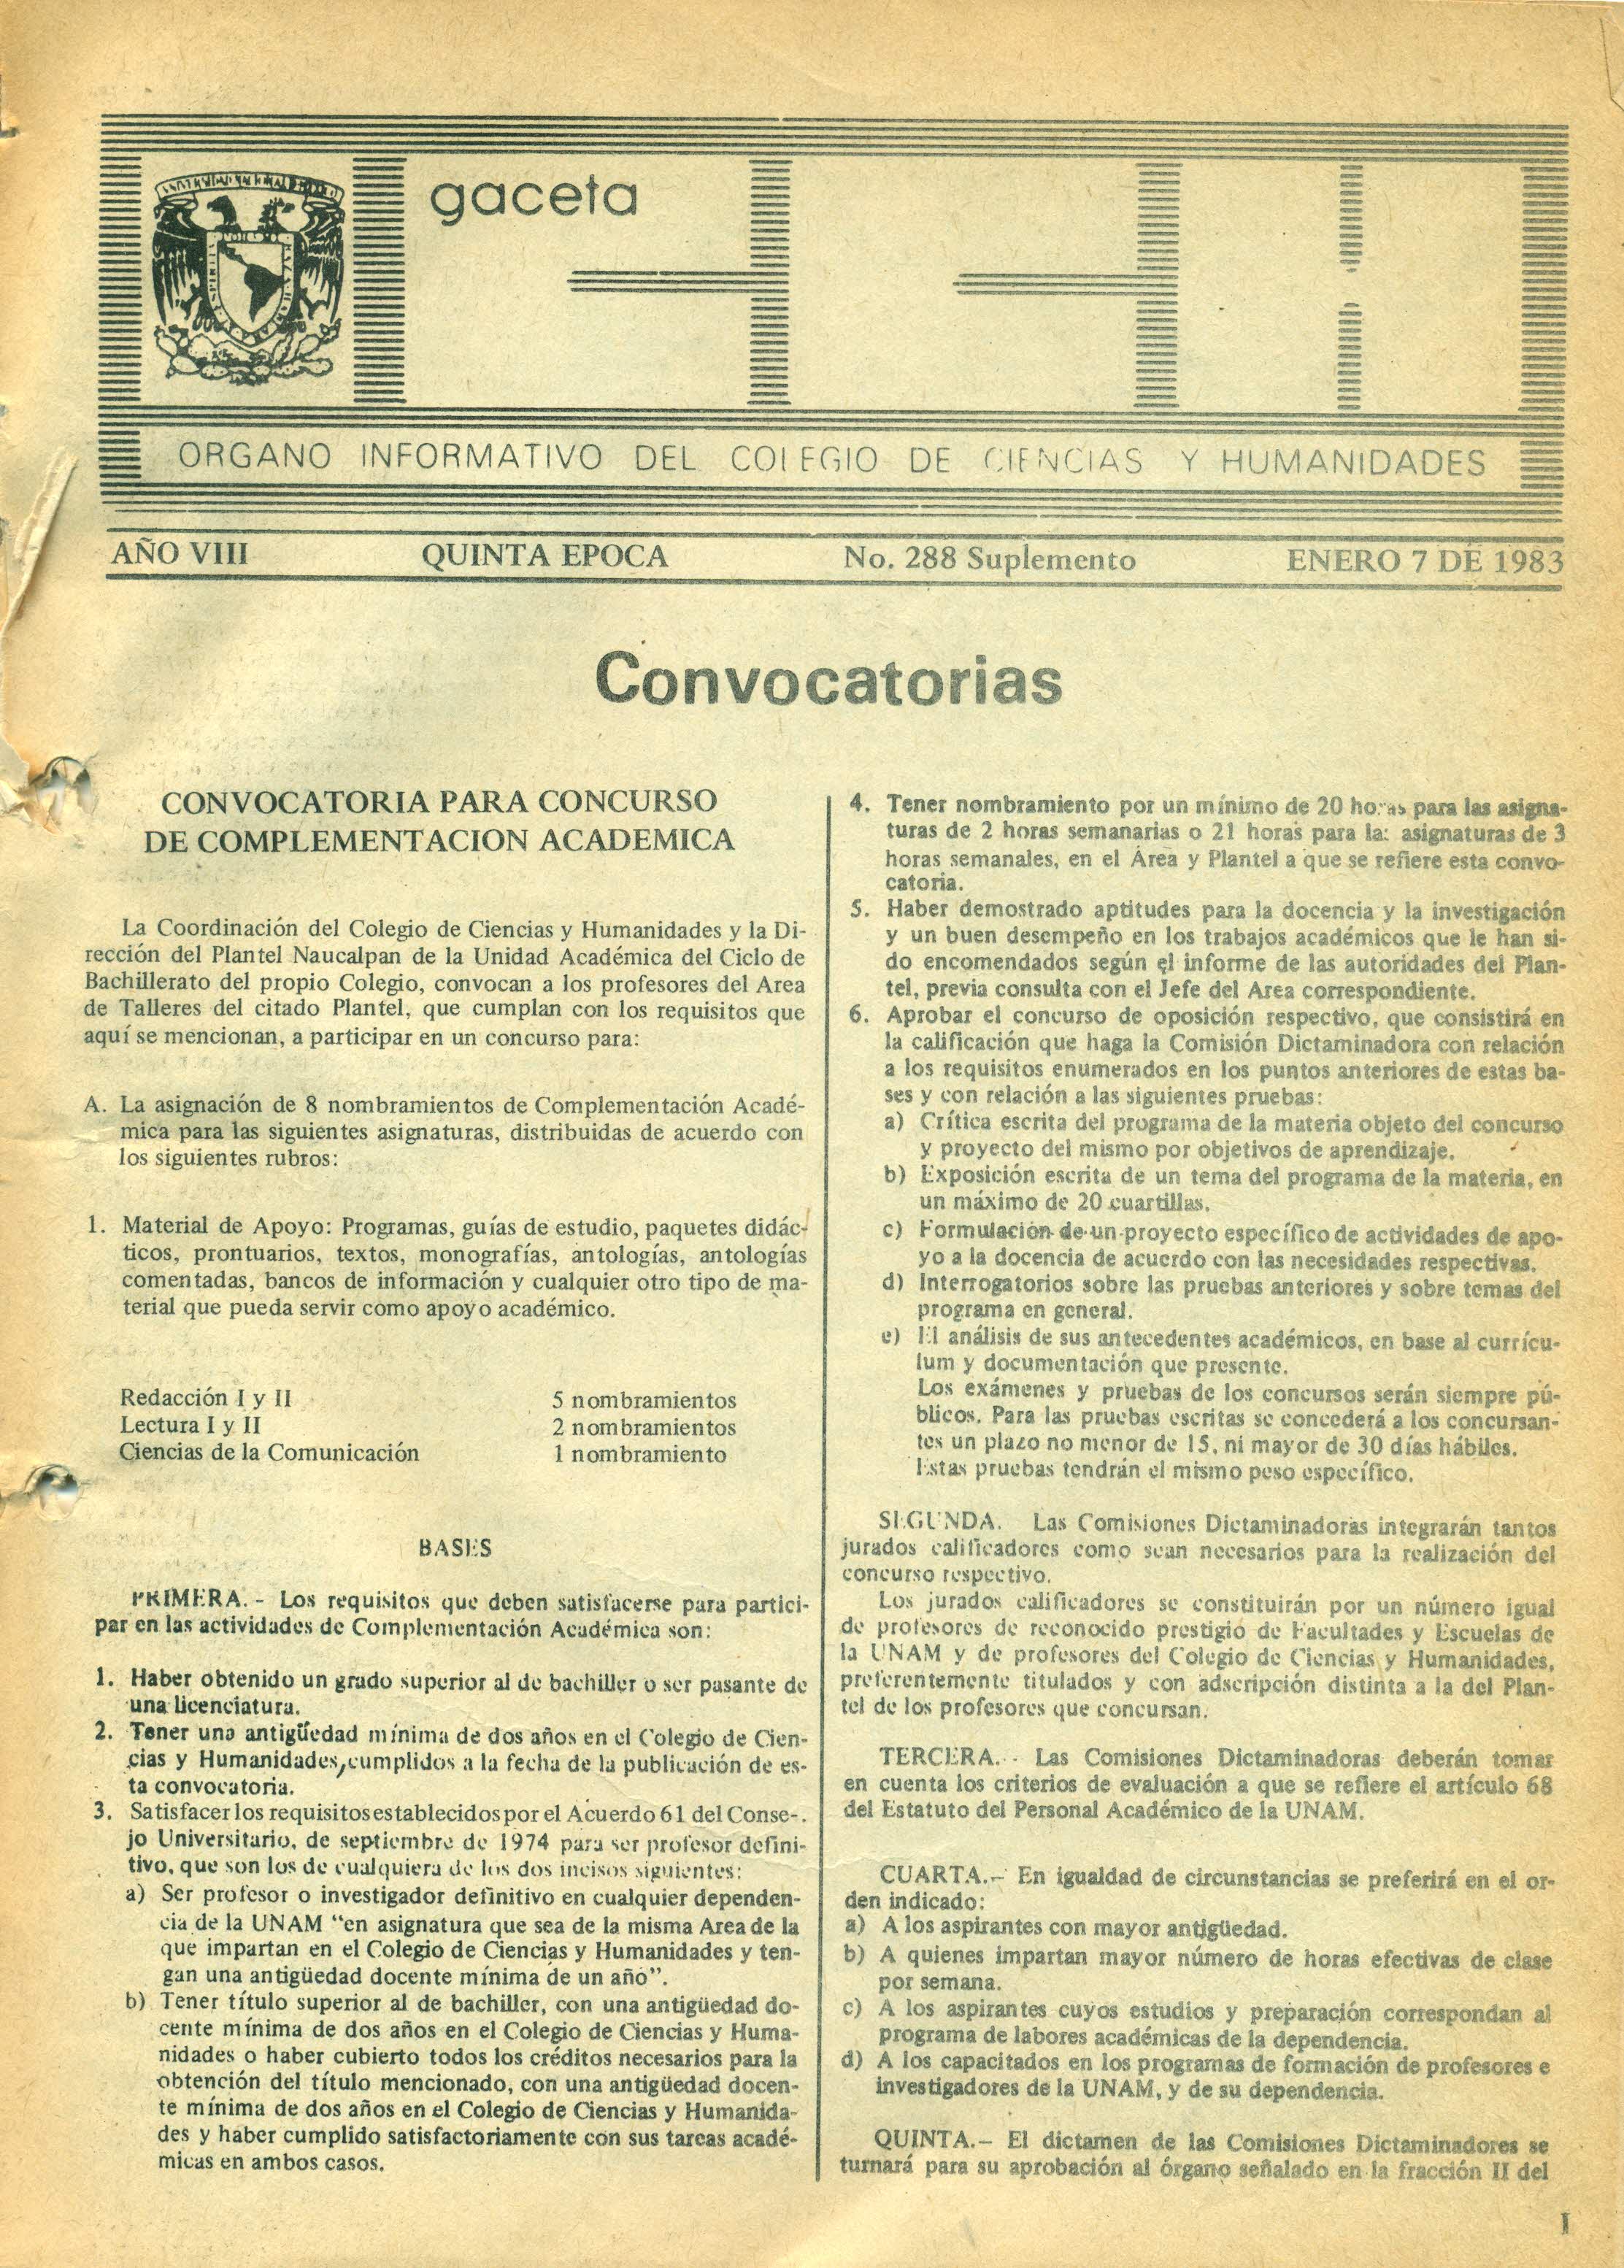 gaceta
CCH
ORGANO INFORMATIVO DEL COLEGIO DE CIENCIAS Y HUMANIDADES
AÑO VIII QUINTA EPOCA No. 288 Suplemento ENERO 7 DE 1983
Convocatorias
CONVOCATORIA PARA CONCURSO
DE COMPLEMENTACION ACADEMICA
La Coordinación del Colegio de Ciencias y Humanidades y la Di-
rección del Plantel Naucalpan de la Unidad Académica del Ciclo de
Bachillerato del propio Colegio, convocan a los profesores del Area
de Talleres del citado Plantel, que cumplan con los requisitos que
aquí se mencionan, a participar en un concurso para:
A. La asignación de 8 nombramientos de Complementación Acadé-
mica para las siguientes asignaturas, distribuidas de acuerdo con
los siguientes rubros:
1. Material de Apoyo: Programas, guías de estudio, paquetes didác-
ticos, prontuarios, textos, monografías, antologías, antologías
comentadas, bancos de información y cualquier otro tipo de ma-
terial que pueda servir como apoyo académico.
Redacción I y II 5 nombramientos
Lectura I y II 2 nombramientos
Ciencias de la Comunicación 1 nombramiento
BASES
PRIMERA.- Los requisitos que deben satisfacerse para partici-
par en las actividades de Complementación Académica son:
1. Haber obtenido un grado superior al de bachiller o ser pasante de
una licenciatura.
2. Tener una antigüedad mínima de dos años en el Colegio de Cien-
cias y Humanidades, cumplidos a la fecha de la publicación de es-
ta convocatoria.
3. Satisfacer los requisitos establecidos por el Acuerdo 61 del Conse-
jo Universitario, de septiembre de 1974 para ser profesor defini-
tivo, que son los de cualquiera de los dos incisos siguientes:
a) Ser profesor o investigador definitivo en cualquier dependen-
cia de la UNAM “en asignatura que sea de la misma Area de la
que impartan en el Colegio de Ciencias y Humanidades y ten-
gan una antigüedad docente mínima de un año”.
b) Tener título superior al de bachiller, con una antigüedad do-
cente mínima de dos años en el Colegio de Ciencias y Huma-
nidades o haber cubierto todos los créditos necesarios para la
obtención del título mencionado, con una antigüedad docen-
te mínima de dos años en el Colegio de Ciencias y Humanida-
des y haber cumplido satisfactoriamente con sus tareas acadé-
micas en ambos casos.
4. Tener nombramiento por un mínimo de 20 horas para las asigna-
turas de 2 horas semanarias o 21 horas para la: asignaturas de 3
horas semanales, en el Área y Plantel a que se refiere esta convo-
catoria.
5. Haber demostrado aptitudes para la docencia y la investigación
y un buen desempeño en los trabajos académicos que le han si-
do encomendados según el informe de las autoridades del Plan-
tel, previa consulta con el Jefe del Area correspondiente.
6. Aprobar el concurso de oposición respectivo, que consistirá en
la calificación que haga la Comisión Dictaminadora con relación
a los requisitos enumerados en los puntos anteriores de estas ba-
ses y con relación a las siguientes pruebas:
a) Crítica escrita del programa de la materia objeto del concurso
y proyecto del mismo por objetivos de aprendizaje.
b) Exposición escrita de un tema del programa de la materia, en
un máximo de 20 cuartillas.
c) Formulación de un proyecto específico de actividades de apo-
yo a la docencia de acuerdo con las necesidades respectivas.
d) Interrogatorios sobre las pruebas anteriores y sobre temas del
programa en general.
e) El análisis de sus antecedentes académicos, en base al currícu-
lum y documentación que presente.
Los exámenes y pruebas de los concursos serán siempre pú-
blicos. Para las pruebas escritas se concederá a los concursan-
tes un plazo no menor de 15, ni mayor de 30 días hábiles.
Estas pruebas tendrán el mismo peso específico.
SEGUNDA. Las Comisiones Dictaminadoras integrarán tantos
jurados calificadores como sean necesarios para la realización del
concurso respectivo.
Los jurados calificadores se constituirán por un número igual
de profesores de reconocido prestigio de Facultades y Escuelas de
la UNAM y de profesores del Colegio de Ciencias y Humanidades,
preferentemente titulados y con adscripción distinta a la del Plan-
tel de los profesores que concursan.
TERCERA.- Las Comisiones Dictaminadoras deberán tomar
en cuenta los criterios de evaluación a que se refiere el artículo 68
del Estatuto del Personal Académico de la UNAM.
CUARTA.- En igualdad de circunstancias se preferirá en el or-
den indicado:
a) A los aspirantes con mayor antigüedad.
b) A quienes impartan mayor número de horas efectivas de clase
por semana.
c) A los aspirantes cuyos estudios y preparación correspondan al
programa de labores académicas de la dependencia.
d) A los capacitados en los programas de formación de profesores e
investigadores de la UNAM, y de su dependencia.
QUINTA.- El dictamen de las Comisiones Dictaminadores se
turnará para su aprobación al órgano señalado en la fracción II del
I